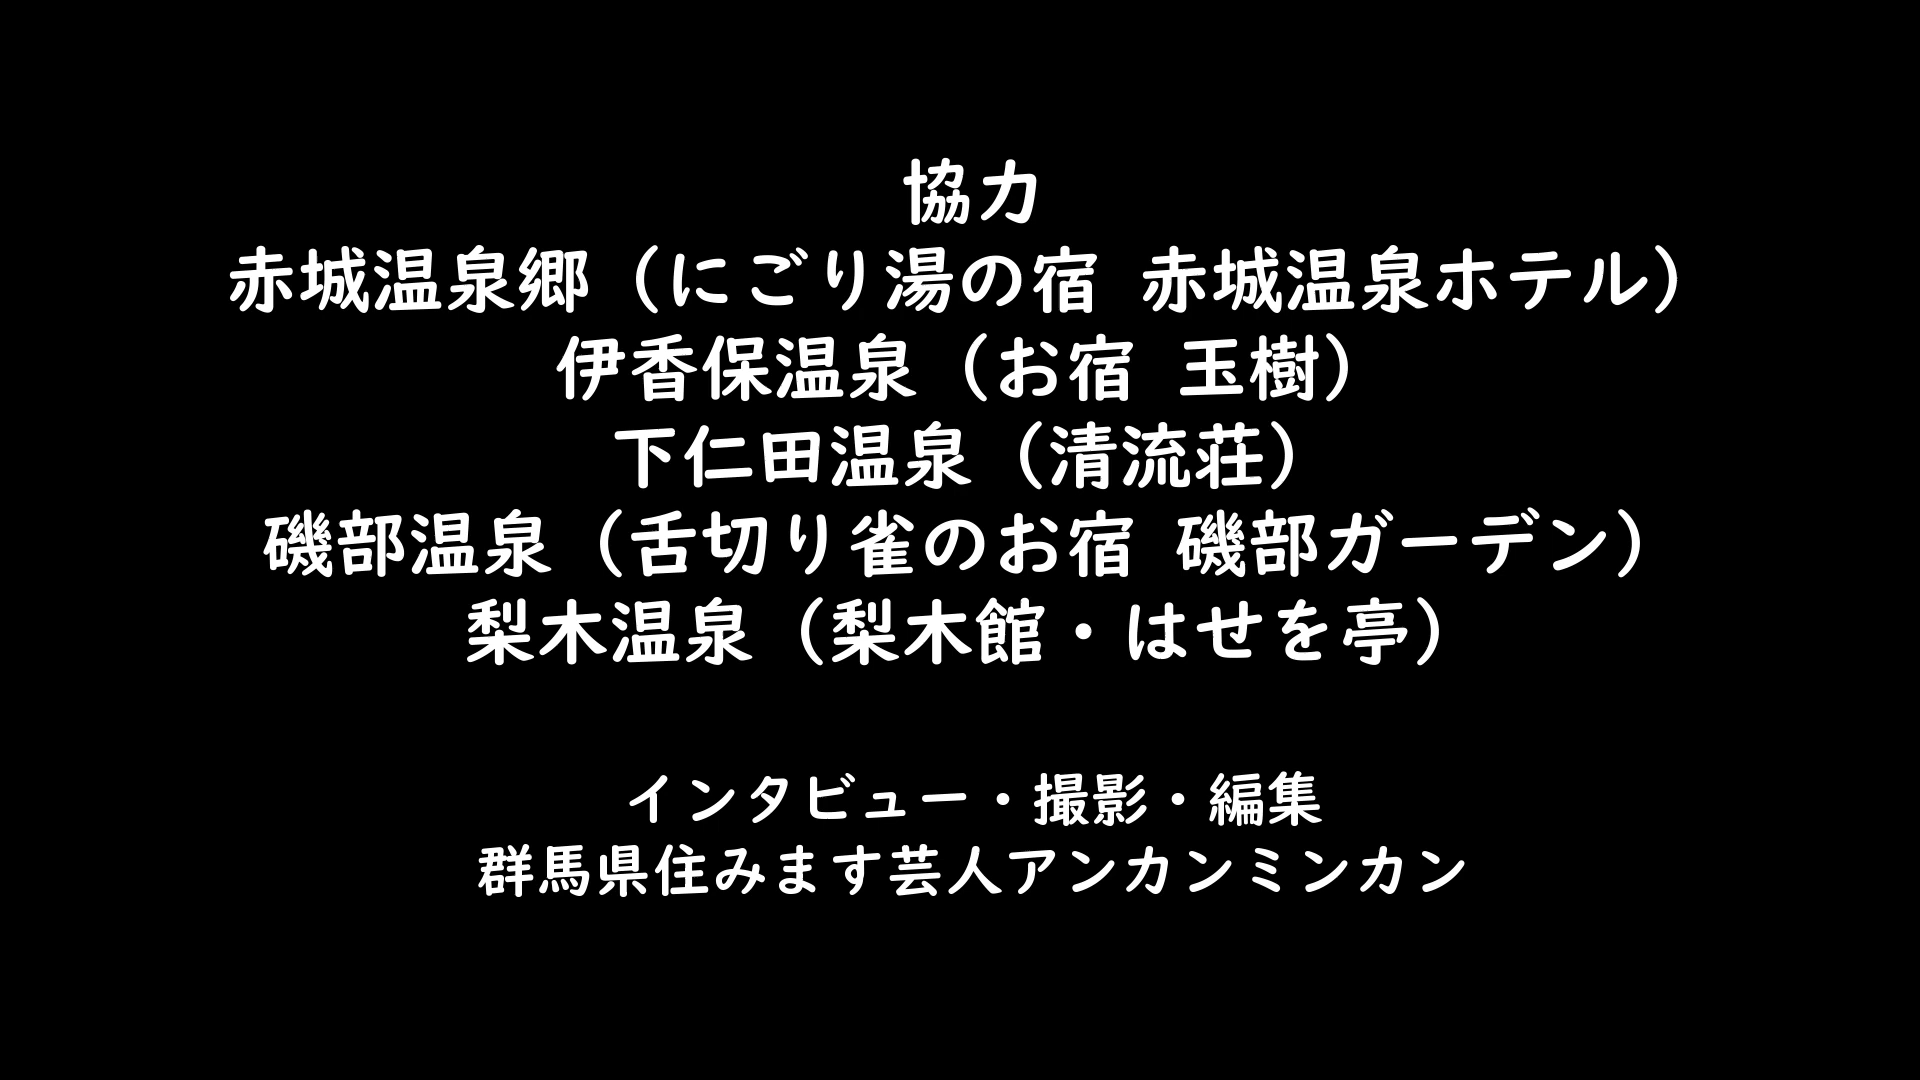 協力
赤城温泉郷（にごり湯の宿 赤城温泉ホテル）
伊香保温泉（お宿 玉樹）
下仁田温泉（清流荘）
磯部温泉（舌切り雀のお宿 磯部ガーデン）
梨木温泉（梨木館・はせを亭）
インタビュー・撮影・編集
群馬県住みます芸人アンカンミンカン